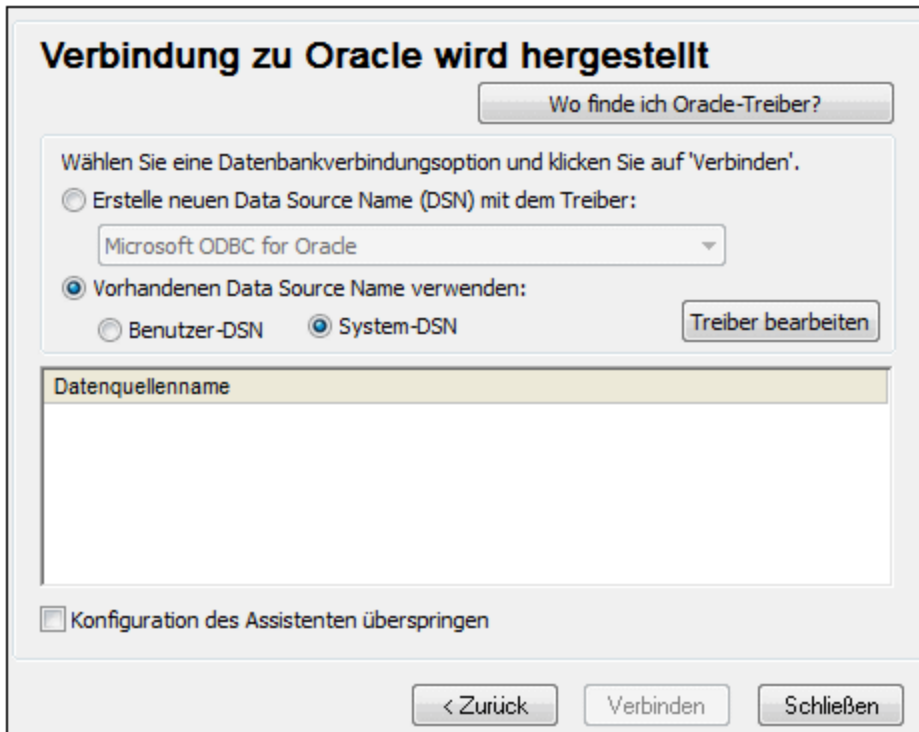 Verbindung zu Oracle wird hergestellt
Wo finde ich Oracle-Treiber?
Wählen Sie eine Datenbankverbindungsoption und klicken Sie auf 'Verbinden'.
Erstelle neuen Data Source Name (DSN) mit dem Treiber:
Microsoft ODBC for Oracle
Vorhandenen Data Source Name verwenden:
Benutzer-DSN System-DSN Treiber bearbeiten
Datenquellenname
Konfiguration des Assistenten überspringen
< Zurück Verbinden Schließen